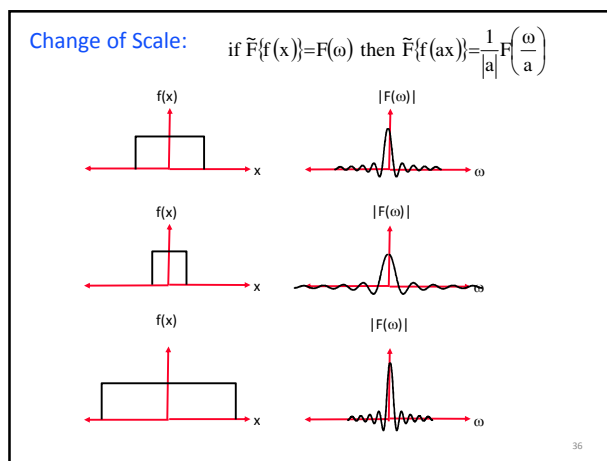 Change of Scale: if F̃{f(x)}=F(ω) then F̃{f(ax)}=1/|a| F(ω/a)
f(x) |F(ω)|
x ω
f(x) |F(ω)|
x ω
f(x) |F(ω)|
x ω
36